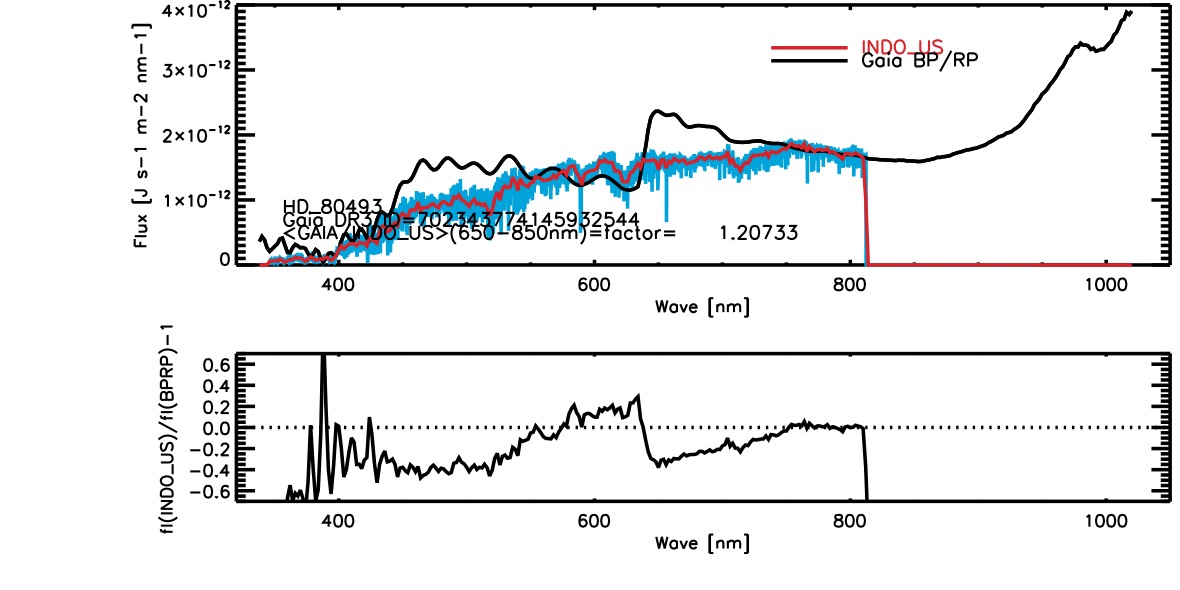 4×10⁻¹²
3×10⁻¹²
2×10⁻¹²
1×10⁻¹²
0
Flux [J s−1 m−2 nm−1]
INDO_US
Gaia BP/RP
HD_80493
Gaia DR3 ID=702343774145932544
<GAIA/INDO_US>(650−850nm)=factor= 1.20733
400 600 800 1000
Wave [nm]
fl(INDO_US)/fl(BPRP)−1
0.6
0.4
0.2
0.0
−0.2
−0.4
−0.6
400 600 800 1000
Wave [nm]